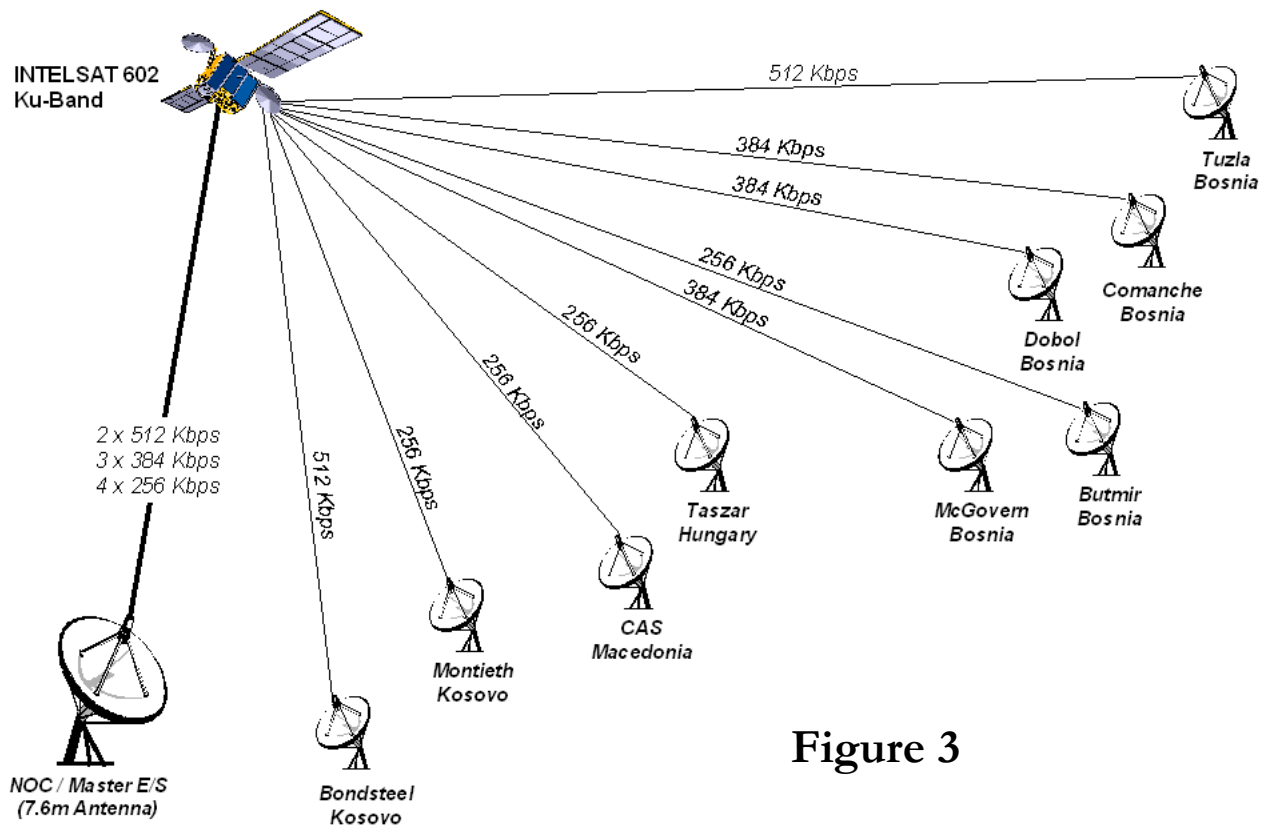 INTELSAT 602
Ku-Band
512 Kbps
384 Kbps
384 Kbps
256 Kbps
384 Kbps
256 Kbps
256 Kbps
256 Kbps
512 Kbps
2 x 512 Kbps
3 x 384 Kbps
4 x 256 Kbps
Tuzla
Bosnia
Comanche
Bosnia
Dobol
Bosnia
Butmir
Bosnia
McGovern
Bosnia
Taszar
Hungary
CAS
Macedonia
Montieth
Kosovo
Bondsteel
Kosovo
NOC / Master E/S
(7.6m Antenna)
Figure 3